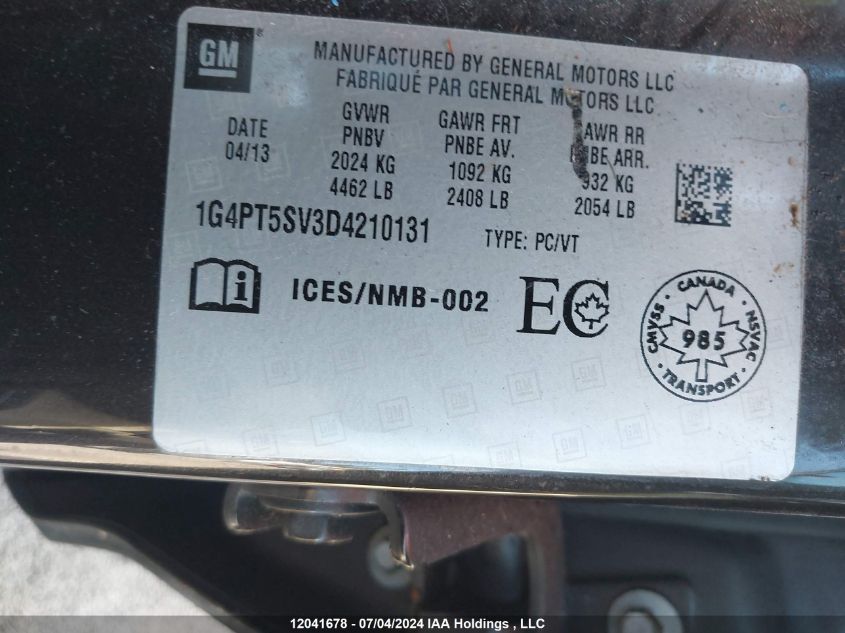 GM
MANUFACTURED BY GENERAL MOTORS LLC
FABRIQUÉ PAR GENERAL MOTORS LLC
DATE
04/13
GVWR
PNBV
2024 KG
4462 LB
GAWR FRT
PNBE AV.
1092 KG
2408 LB
AWR RR
BE ARR.
932 KG
2054 LB
1G4PT5SV3D4210131
TYPE: PC/VT
i
ICES/NMB-002
EC
CANADA
CMVSS
985
NSVAC
TRANSPORT
12041678 - 07/04/2024 IAA Holdings , LLC